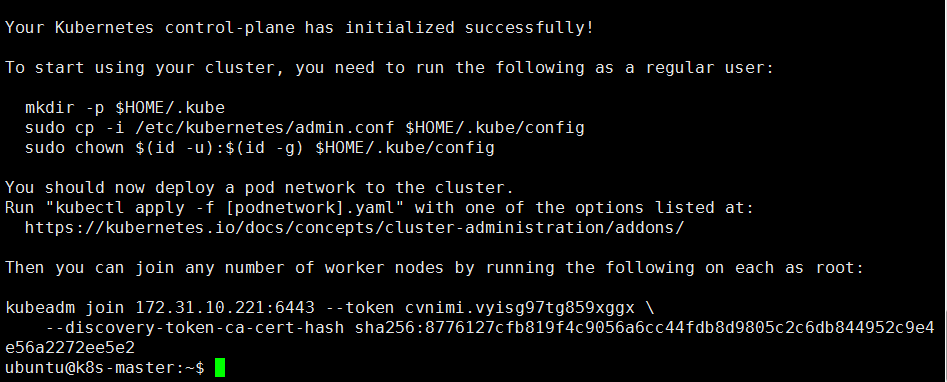 Your Kubernetes control-plane has initialized successfully!
To start using your cluster, you need to run the following as a regular user:
mkdir -p $HOME/.kube
sudo cp -i /etc/kubernetes/admin.conf $HOME/.kube/config
sudo chown $(id -u):$(id -g) $HOME/.kube/config
You should now deploy a pod network to the cluster.
Run "kubectl apply -f [podnetwork].yaml" with one of the options listed at:
https://kubernetes.io/docs/concepts/cluster-administration/addons/
Then you can join any number of worker nodes by running the following on each as root:
kubeadm join 172.31.10.221:6443 --token cvnimi.vyisg97tg859xggx \
--discovery-token-ca-cert-hash sha256:8776127cfb819f4c9056a6cc44fdb8d9805c2c6db844952c9e4
e56a2272ee5e2
ubuntu@k8s-master:~$